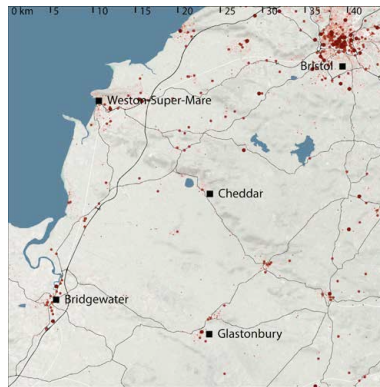 0 km 5 10 15 20 25 30 35 40
Bristol
Weston-Super-Mare
Cheddar
Bridgewater
Glastonbury